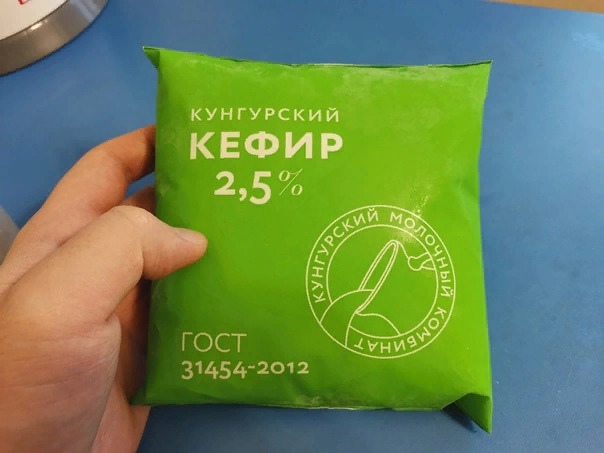 КУНГУРСКИЙ
КЕФИР
2,5%
КУНГУРСКИЙ МОЛОЧНЫЙ КОМБИНАТ
ГОСТ
31454-2012